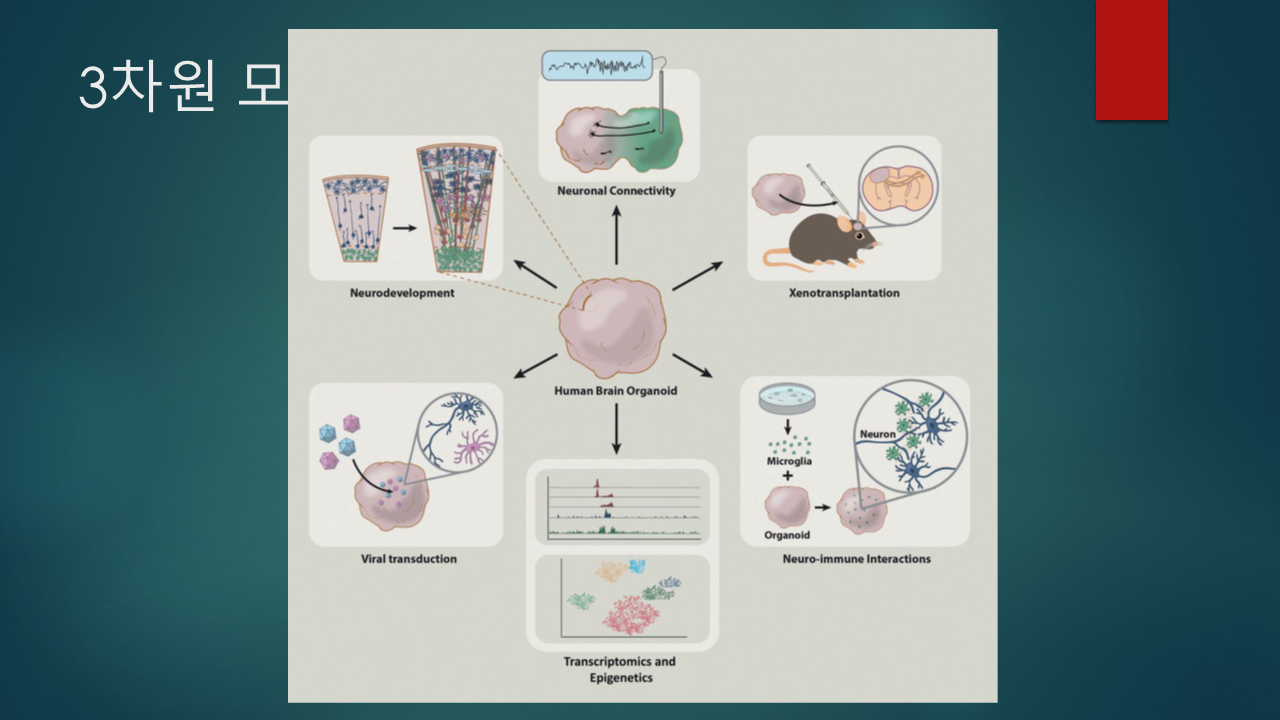 3차원 모
Neuronal Connectivity
Neurodevelopment
Xenotransplantation
Human Brain Organoid
Neuron
Microglia
+
Organoid
Viral transduction
Neuro-immune Interactions
Transcriptomics and
Epigenetics